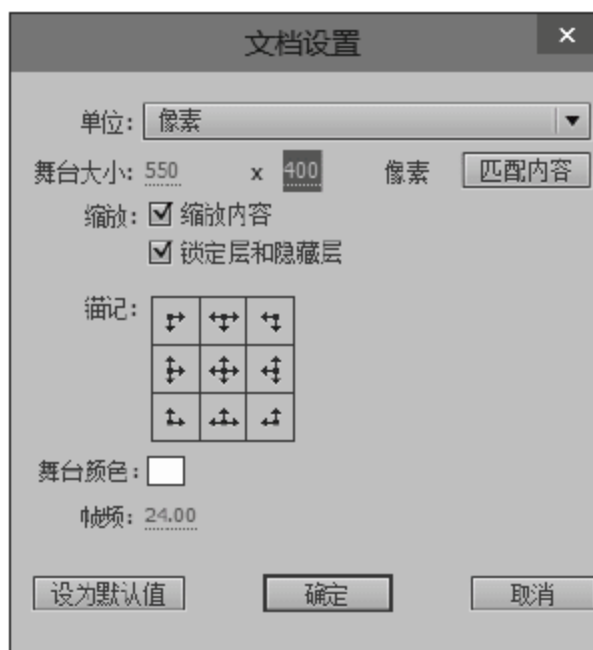 文档设置 ×
单位: 像素
舞台大小: 550 x 400 像素 匹配内容
缩放: 缩放内容
锁定层和隐藏层
锚记:
舞台颜色:
帧频: 24.00
设为默认值 确定 取消